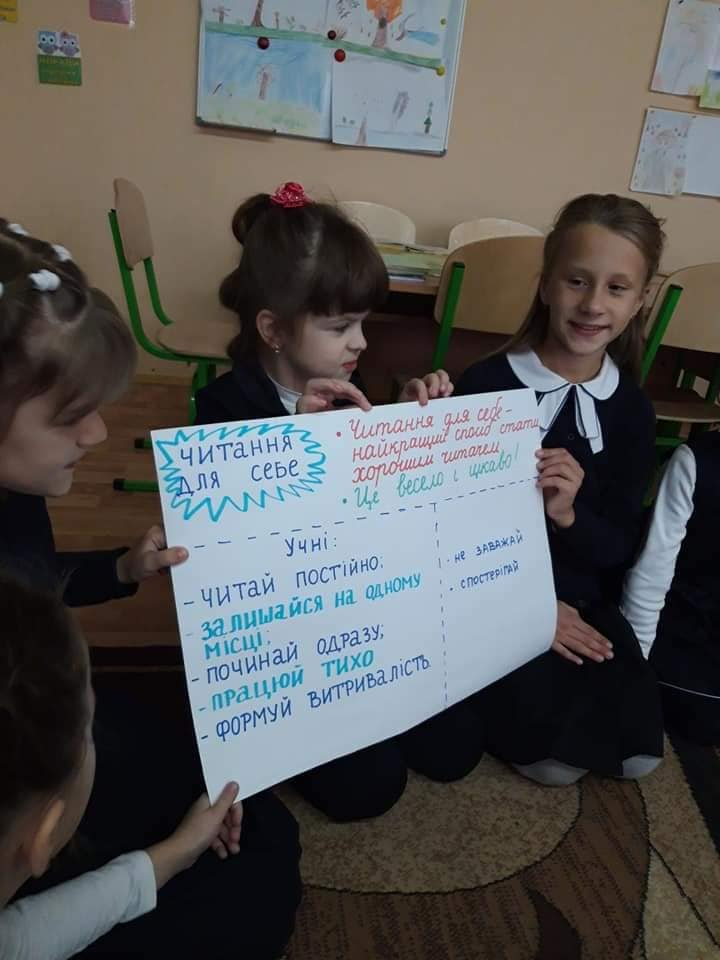 ЧИТАННЯ
ДЛЯ СЕБЕ
• Читання для себе –
найкращий спосіб стати
хорошим читачем
• Це весело і цікаво!
Учні:
- ЧИТАЙ ПОСТІЙНО;
- ЗАЛИШАЙСЯ НА ОДНОМУ
МІСЦІ;
- ПОЧИНАЙ ОДРАЗУ;
- ПРАЦЮЙ ТИХО
- ФОРМУЙ ВИТРИВАЛІСТЬ.
• НЕ ЗАВАЖАЙ
• СПОСТЕРІГАЙ